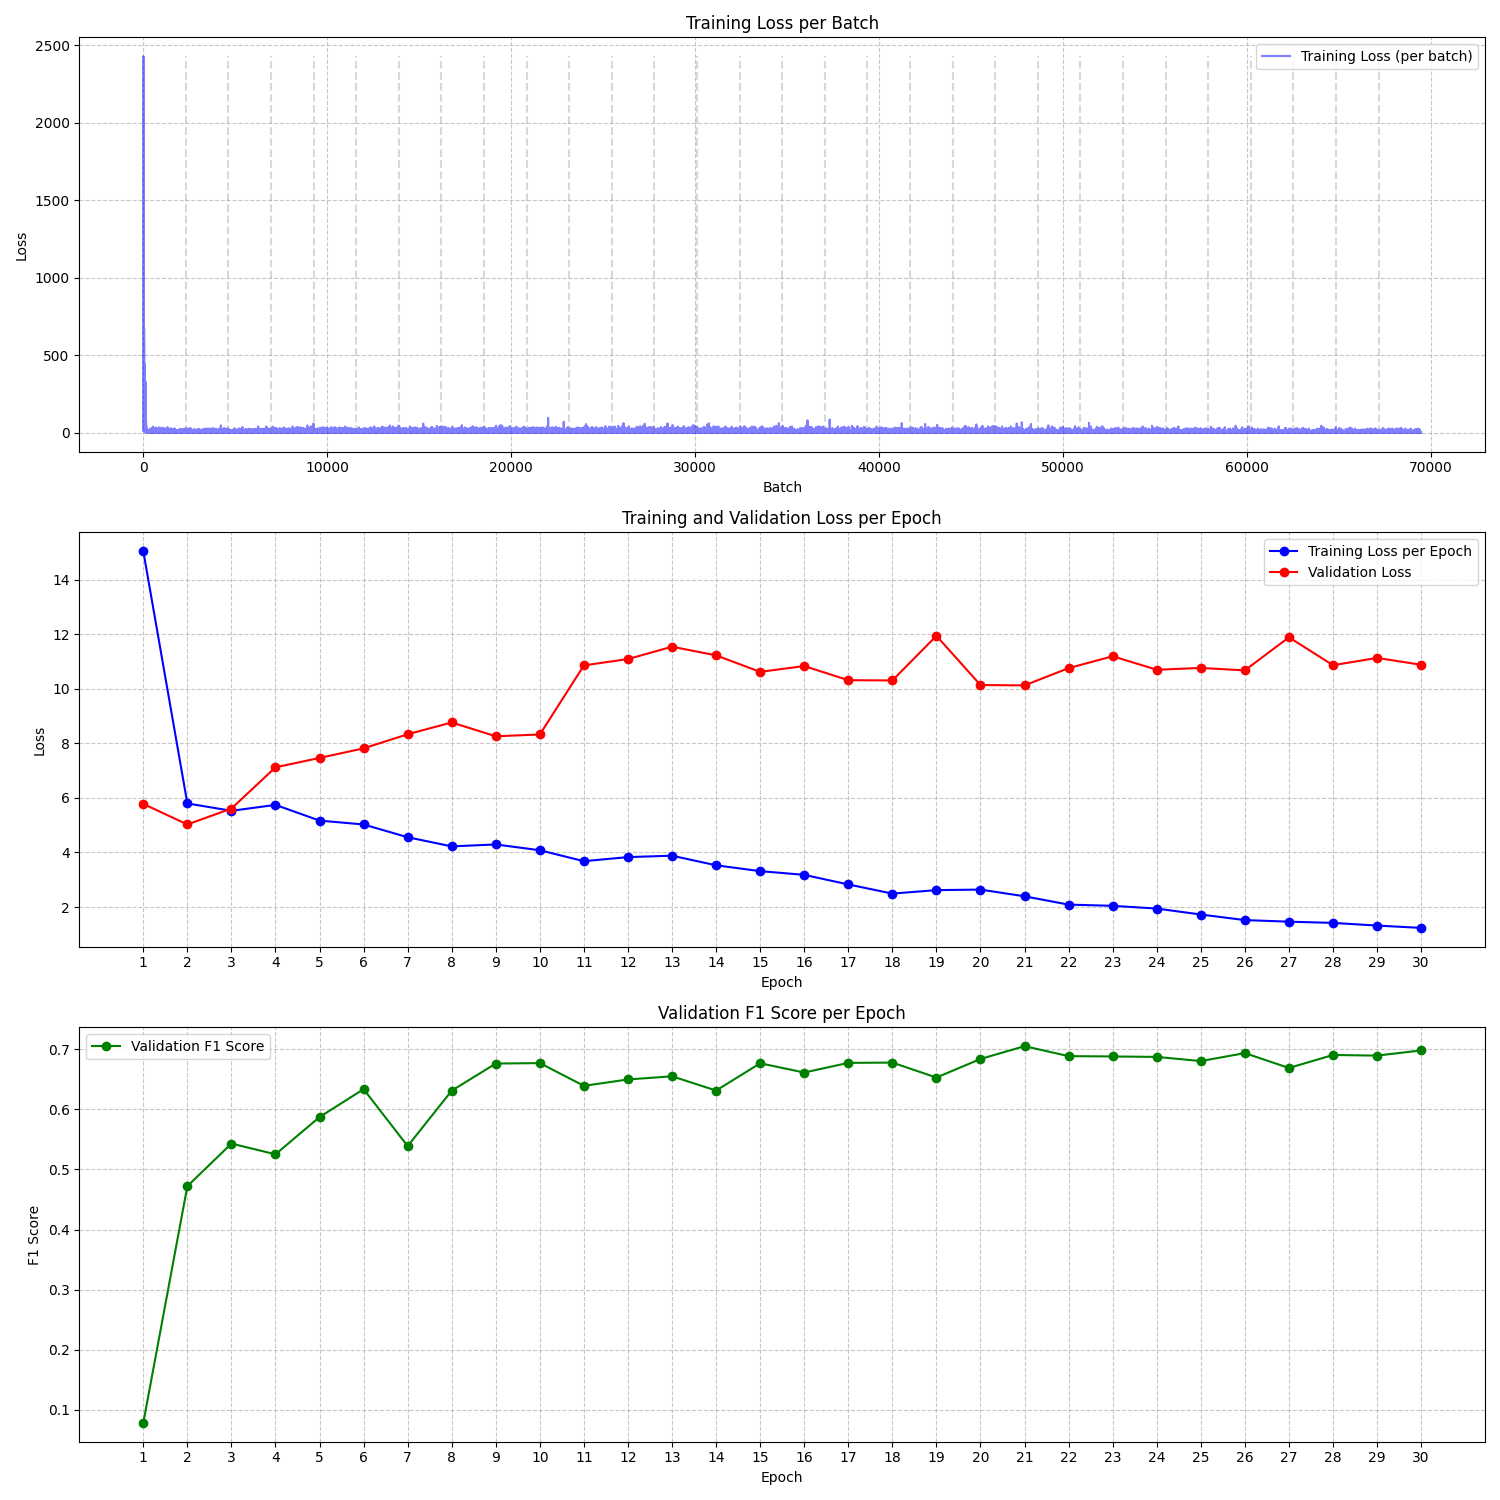 Training Loss per Batch
Training Loss (per batch)
2500
2000
1500
1000
500
0
Loss
0 10000 20000 30000 40000 50000 60000 70000
Batch
Training and Validation Loss per Epoch
Training Loss per Epoch
Validation Loss
14
12
10
8
6
4
2
Loss
1 2 3 4 5 6 7 8 9 10 11 12 13 14 15 16 17 18 19 20 21 22 23 24 25 26 27 28 29 30
Epoch
Validation F1 Score per Epoch
Validation F1 Score
0.7
0.6
0.5
0.4
0.3
0.2
0.1
F1 Score
1 2 3 4 5 6 7 8 9 10 11 12 13 14 15 16 17 18 19 20 21 22 23 24 25 26 27 28 29 30
Epoch